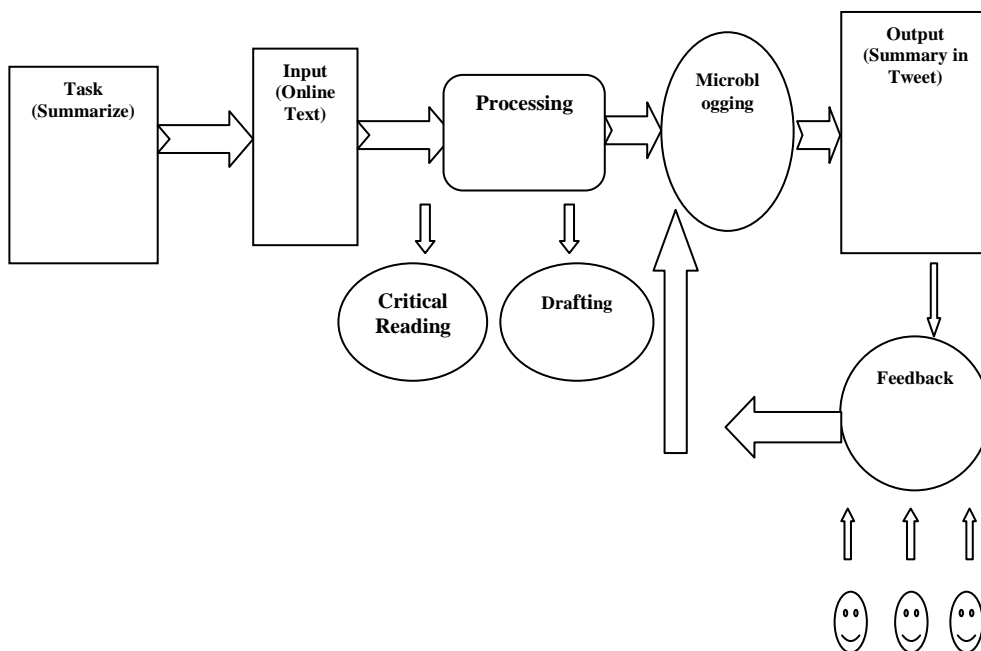 Task
(Summarize)
Input
(Online
Text)
Processing
Microbl
ogging
Output
(Summary in
Tweet)
Critical
Reading
Drafting
Feedback